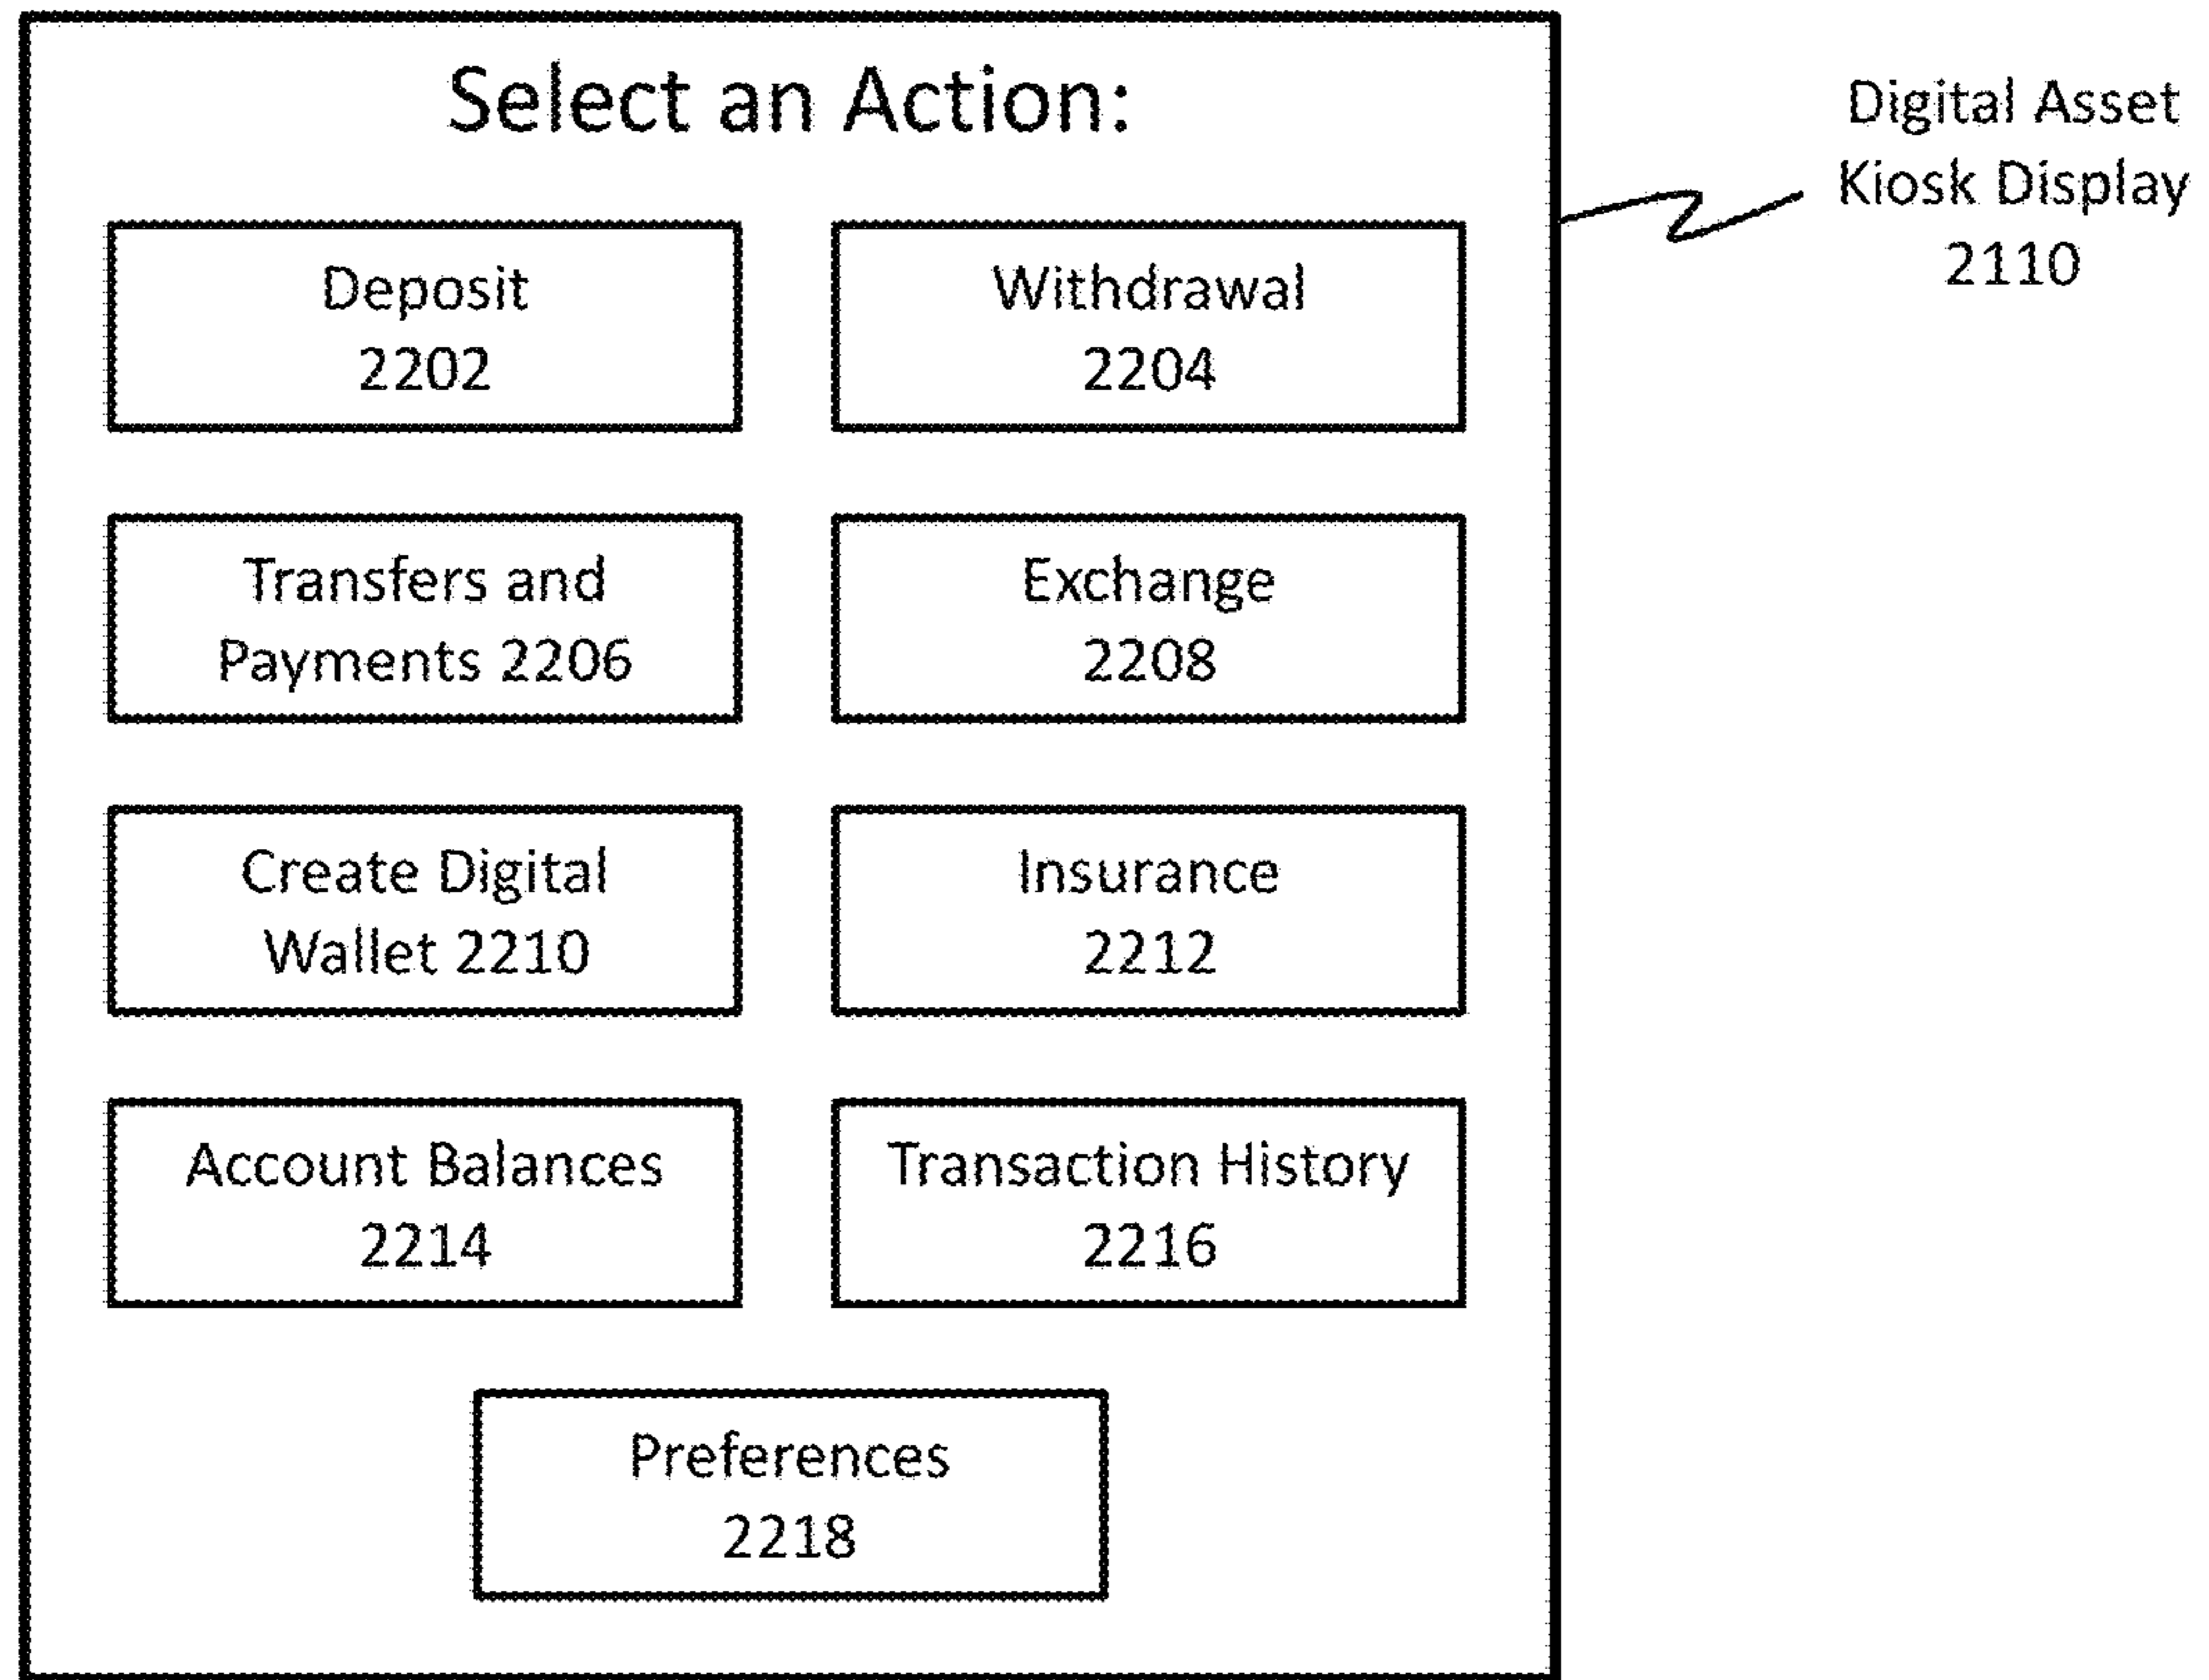 Select an Action:
Digital Asset
Kiosk Display
2110
Deposit
2202
Withdrawal
2204
Transfers and
Payments 2206
Exchange
2208
Create Digital
Wallet 2210
Insurance
2212
Account Balances
2214
Transaction History
2216
Preferences
2218